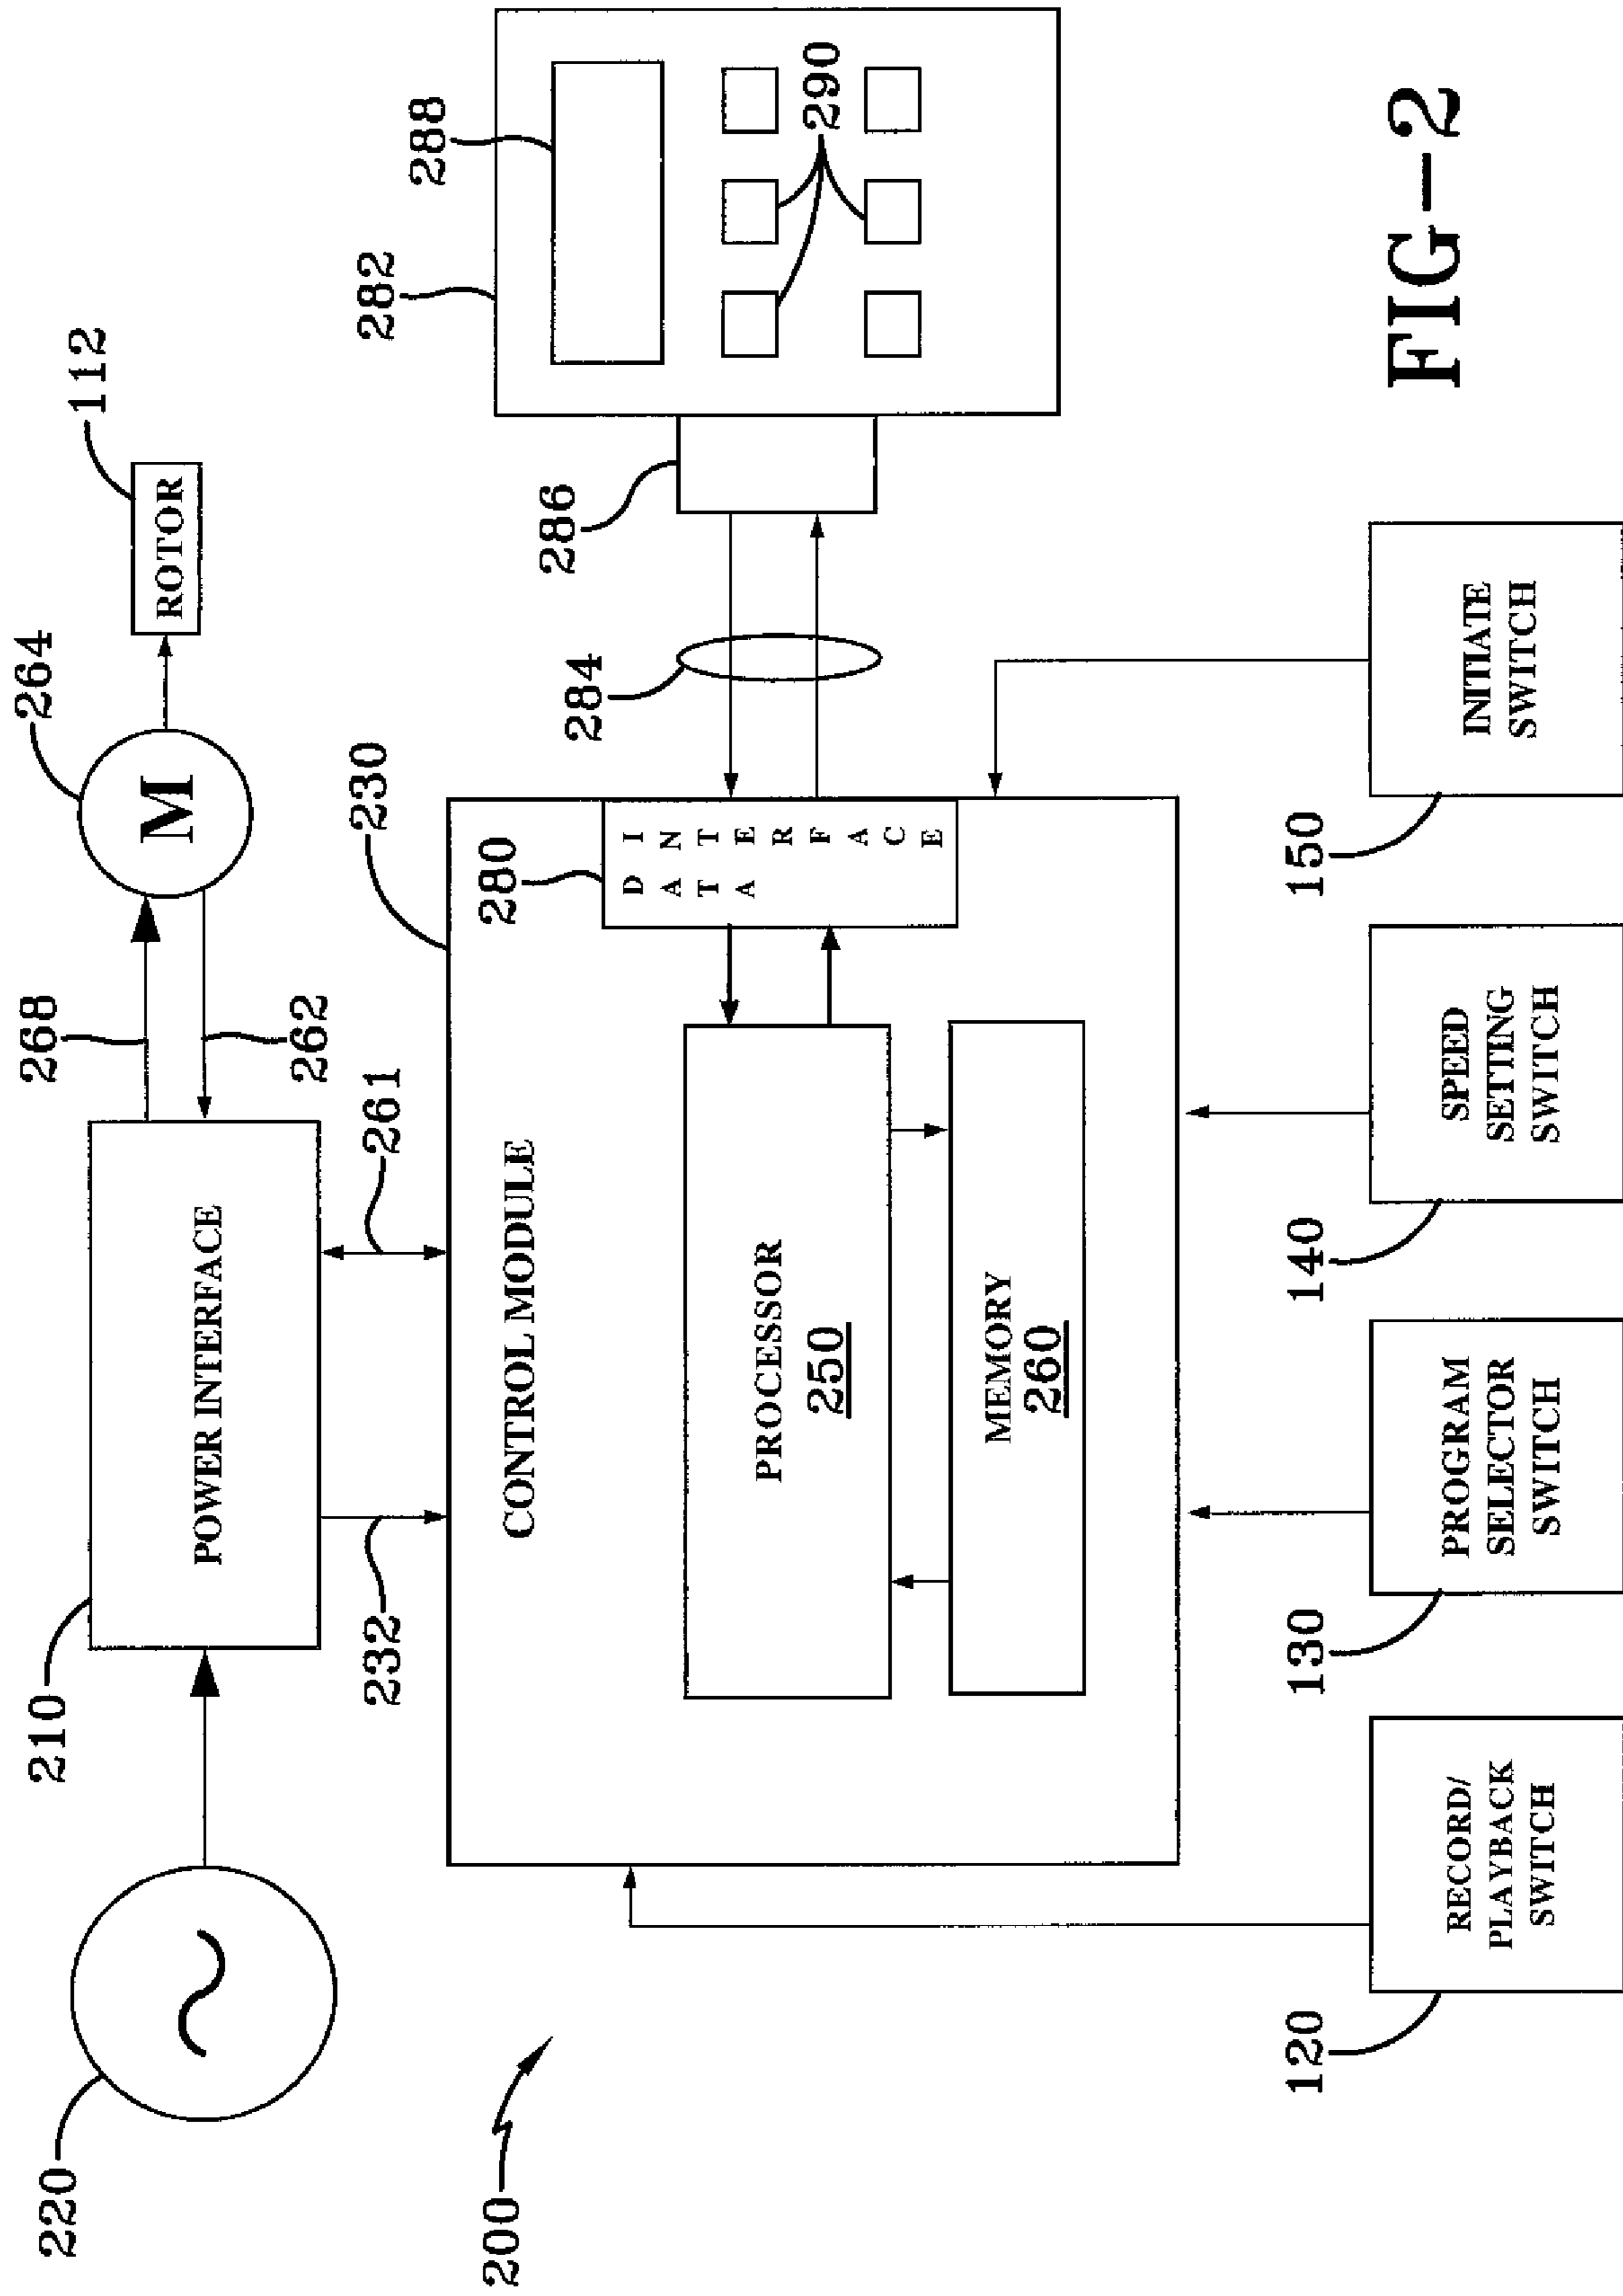 264
112
M
ROTOR
268
262
210
POWER INTERFACE
220
232
261
230
CONTROL MODULE
280
DATA
INTERFACE
PROCESSOR
250
MEMORY
260
284
286
282
288
290
200
120
RECORD/
PLAYBACK
SWITCH
130
PROGRAM
SELECTOR
SWITCH
140
SPEED
SETTING
SWITCH
150
INITIATE
SWITCH
FIG-2